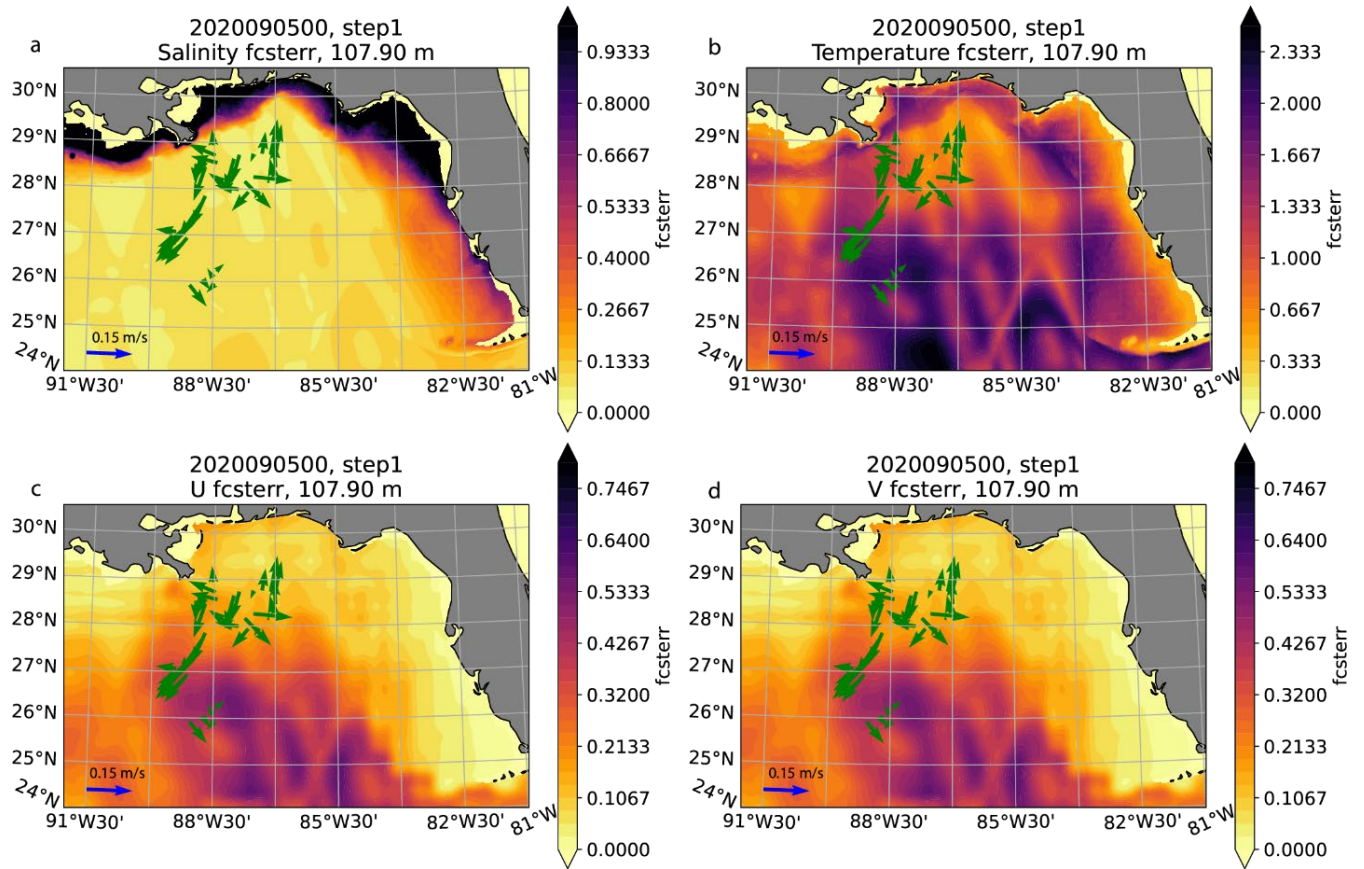 a
2020090500, step1
Salinity fcsterr, 107.90 m
30°N
29°N
28°N
27°N
26°N
25°N
24°N
0.15 m/s
91°W30'
88°W30'
85°W30'
82°W30'
81°W
0.9333
0.8000
0.6667
0.5333
0.4000
0.2667
0.1333
0.0000
fcsterr
b
2020090500, step1
Temperature fcsterr, 107.90 m
30°N
29°N
28°N
27°N
26°N
25°N
24°N
0.15 m/s
91°W30'
88°W30'
85°W30'
82°W30'
81°W
2.333
2.000
1.667
1.333
1.000
0.667
0.333
0.000
fcsterr
c
2020090500, step1
U fcsterr, 107.90 m
30°N
29°N
28°N
27°N
26°N
25°N
24°N
0.15 m/s
91°W30'
88°W30'
85°W30'
82°W30'
81°W
0.7467
0.6400
0.5333
0.4267
0.3200
0.2133
0.1067
0.0000
fcsterr
d
2020090500, step1
V fcsterr, 107.90 m
30°N
29°N
28°N
27°N
26°N
25°N
24°N
0.15 m/s
91°W30'
88°W30'
85°W30'
82°W30'
81°W
0.7467
0.6400
0.5333
0.4267
0.3200
0.2133
0.1067
0.0000
fcsterr